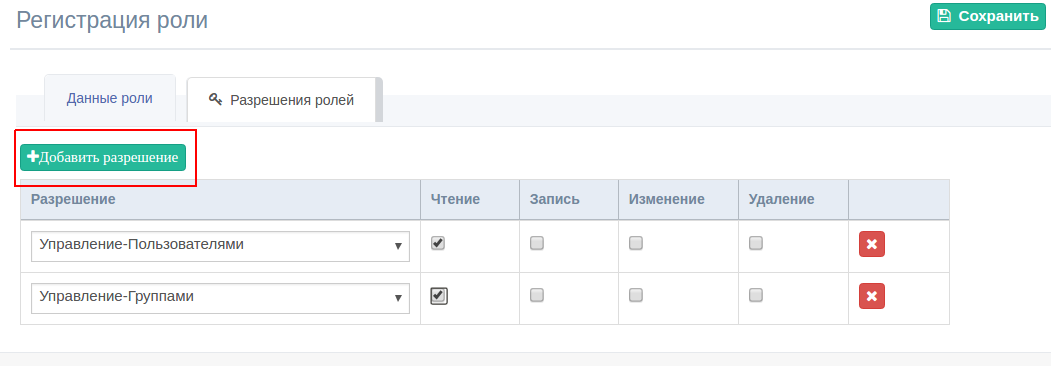 Регистрация роли
Сохранить
Данные роли
Разрешения ролей
Добавить разрешение
Разрешение Чтение Запись Изменение Удаление
Управление-Пользователями
Управление-Группами